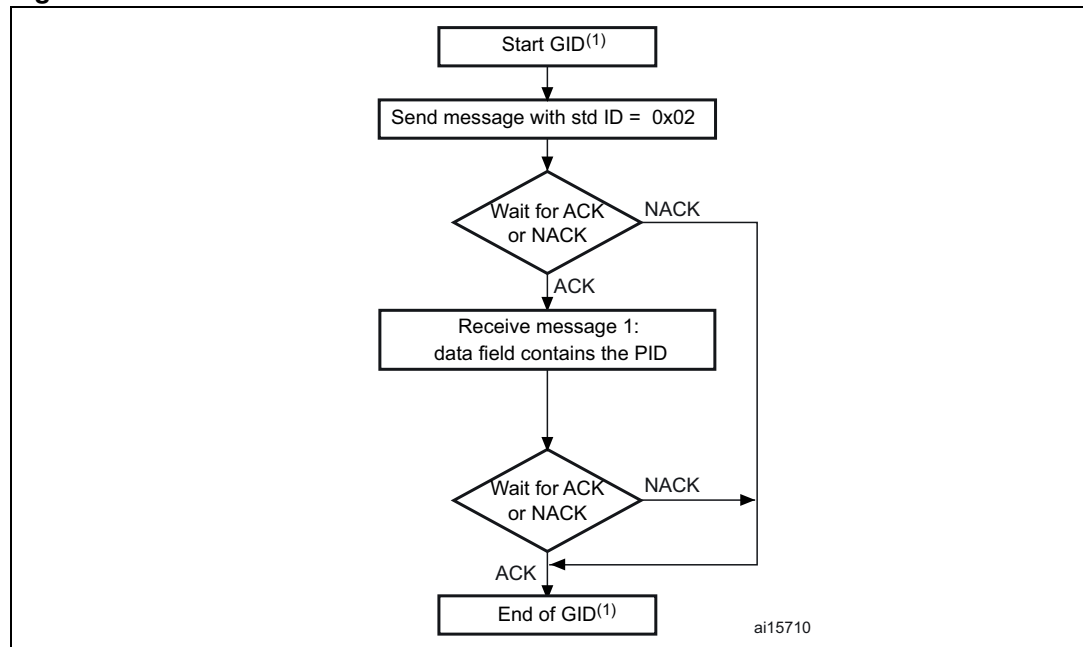 Start GID(1)
Send message with std ID = 0x02
Wait for ACK
or NACK
NACK
ACK
Receive message 1:
data field contains the PID
Wait for ACK
or NACK
NACK
ACK
End of GID(1)
ai15710